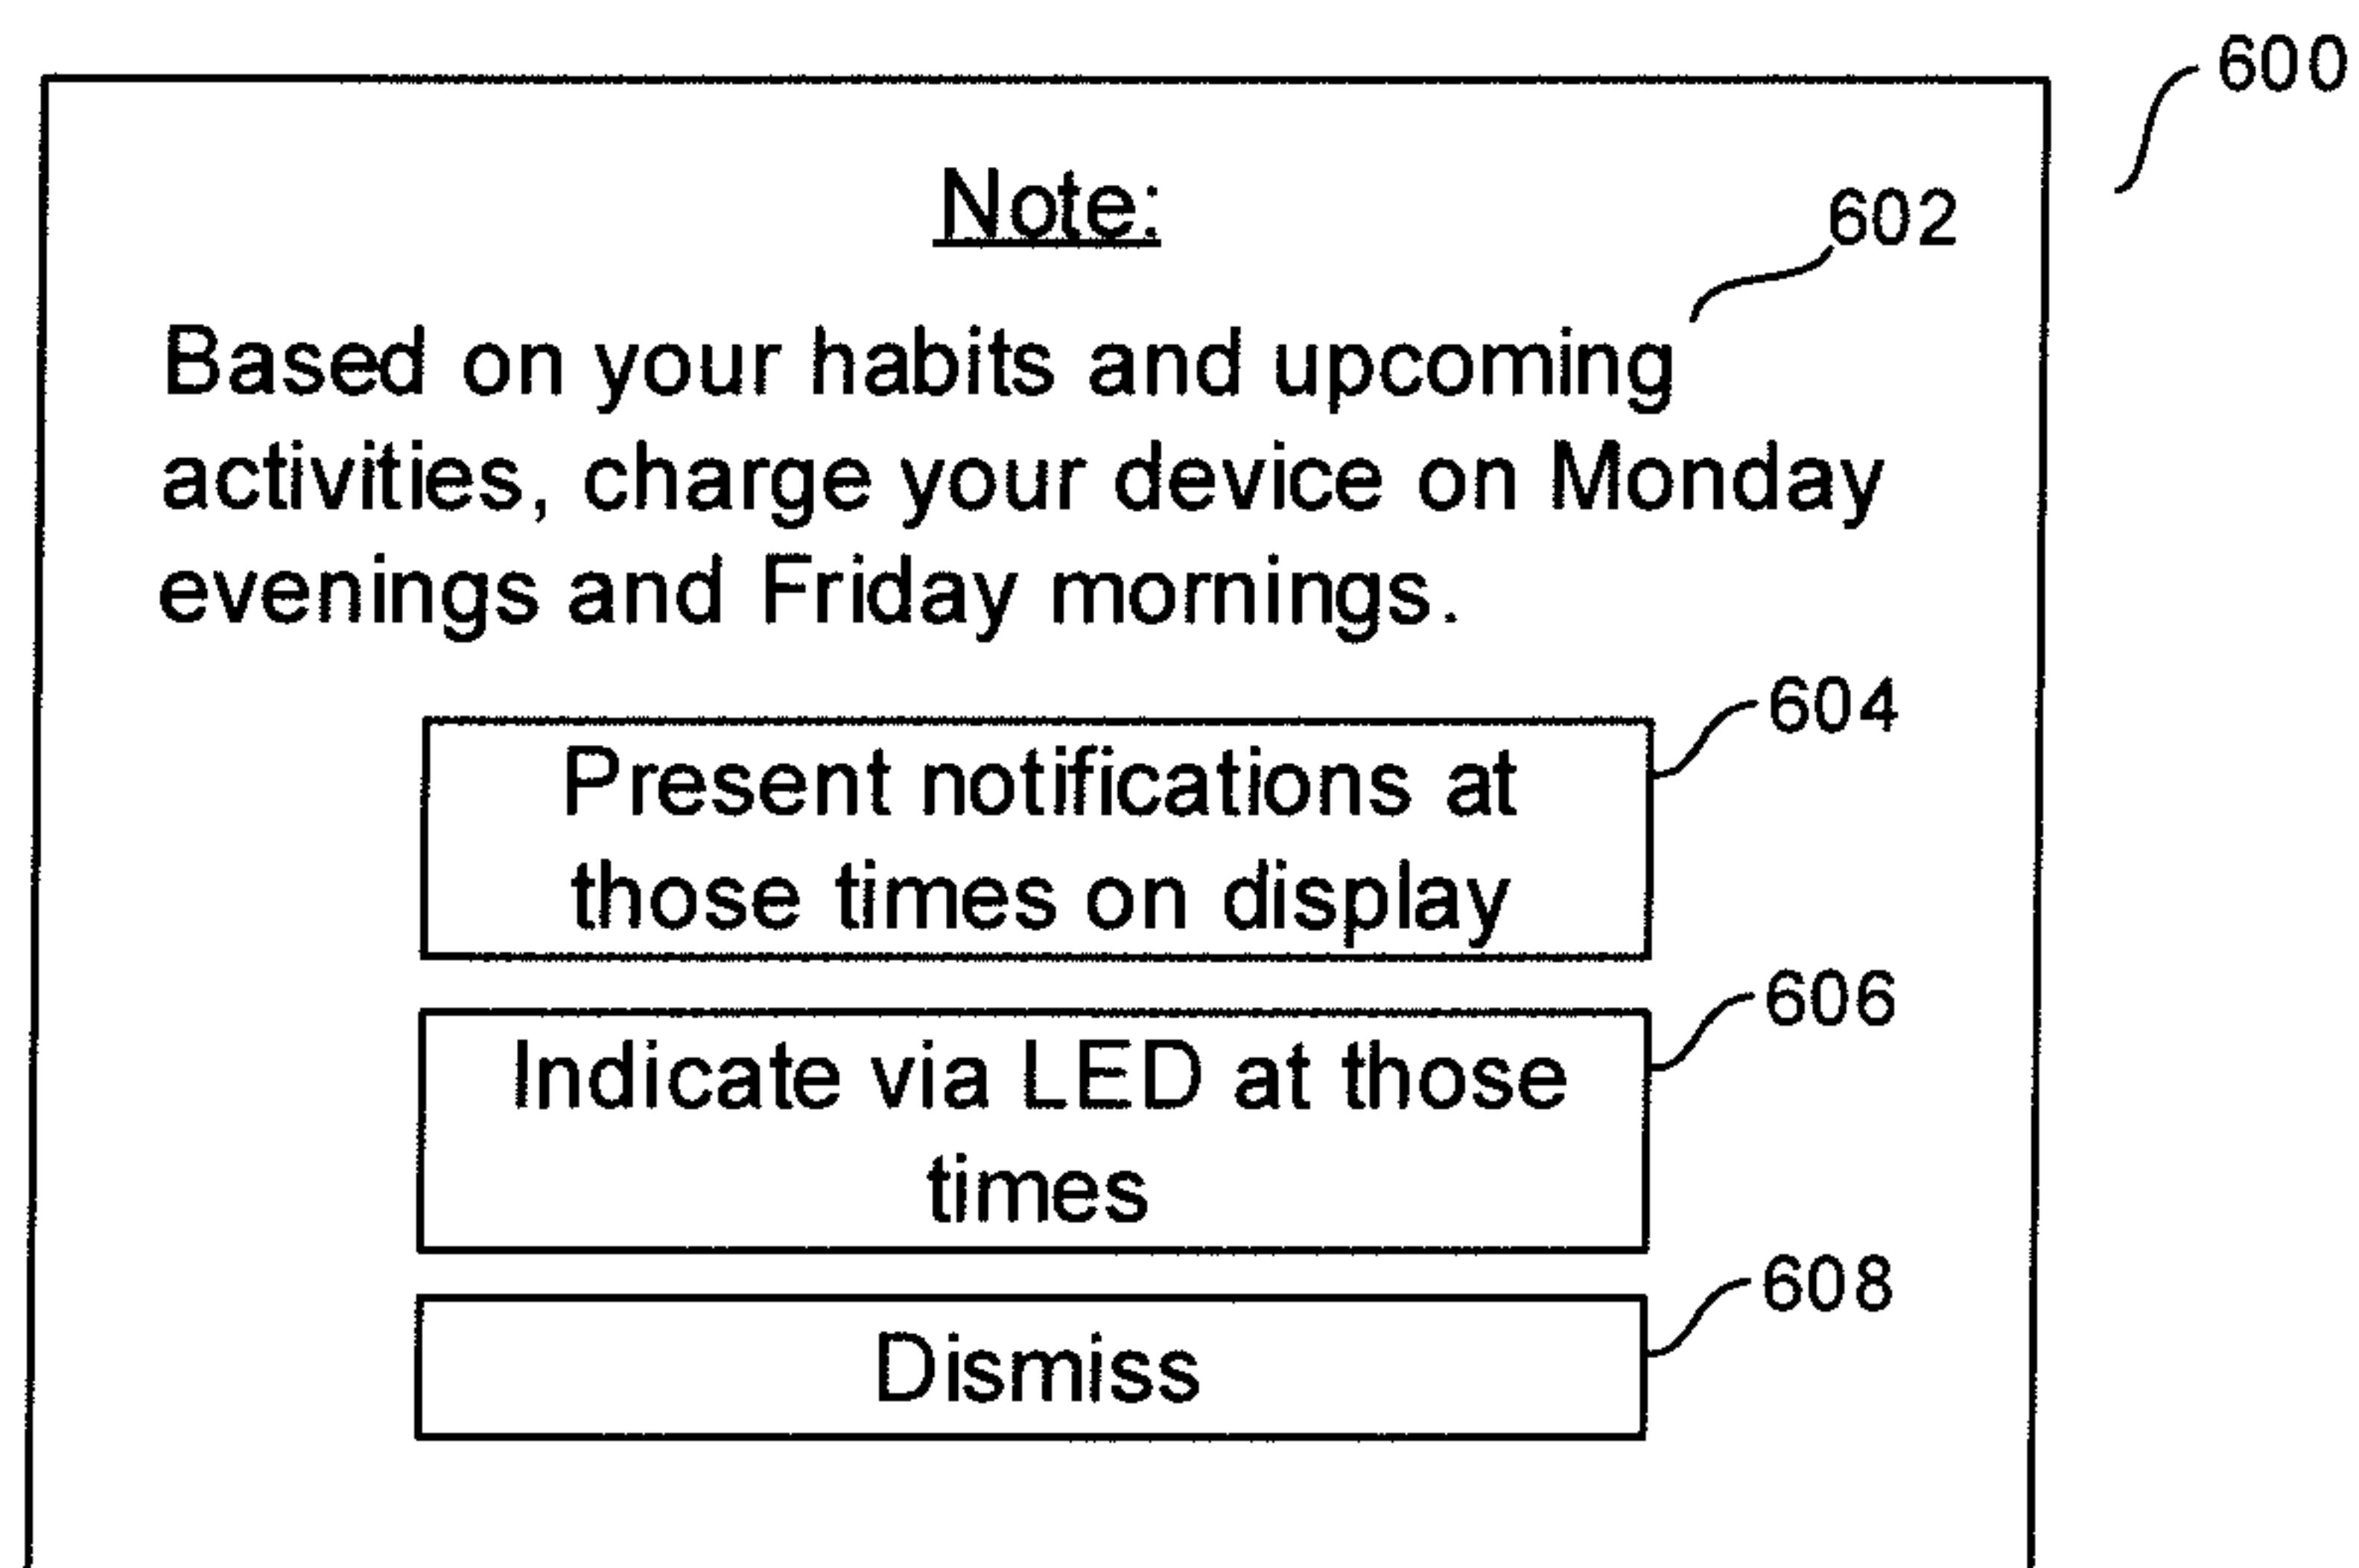 600
Note:
602
Based on your habits and upcoming
activities, charge your device on Monday
evenings and Friday mornings.
604
Present notifications at
those times on display
606
Indicate via LED at those
times
608
Dismiss